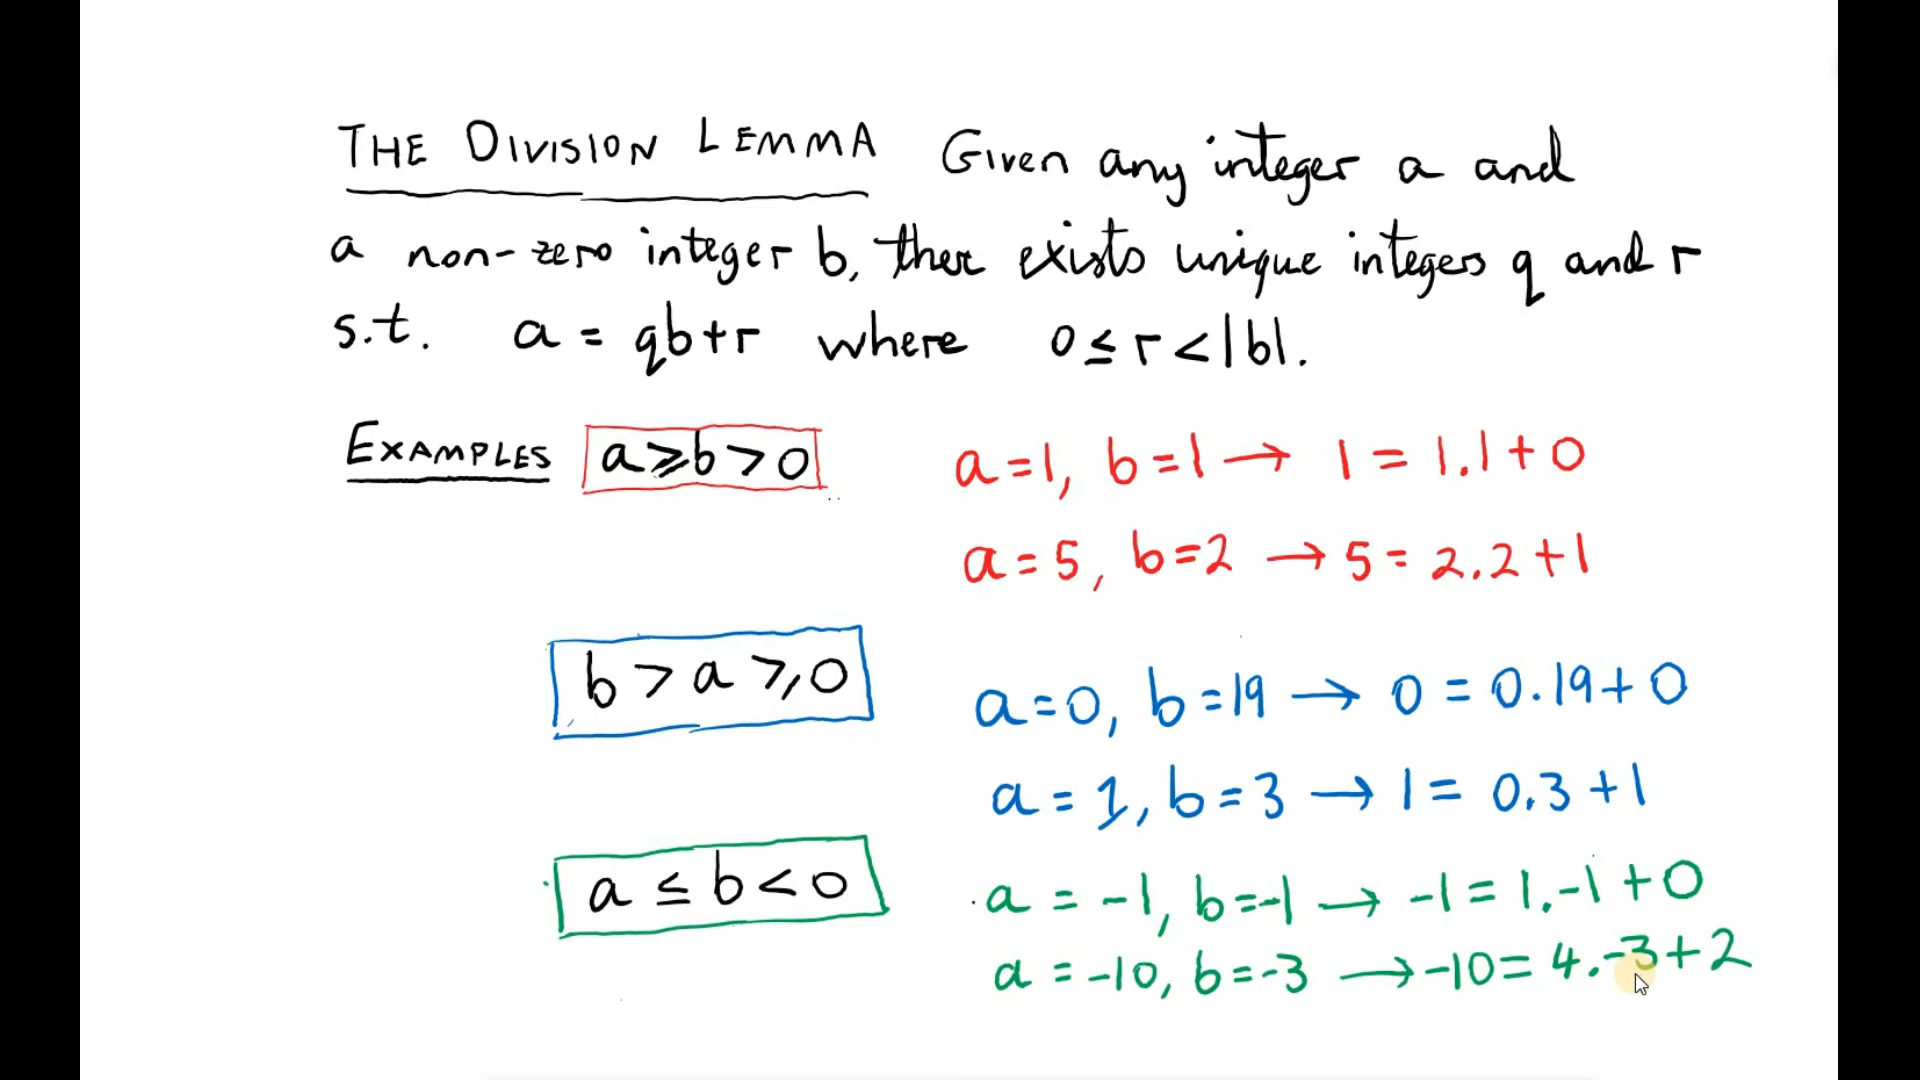 THE DIVISION LEMMA Given any integer a and
a non-zero integer b, there exists unique integers q and r
s.t. a = qb+r where 0≤r<|b|.
EXAMPLES a≥b>0 a=1, b=1 → 1 = 1.1+0
a=5, b=2 → 5 = 2.2+1
b>a≥0 a=0, b=19 → 0 = 0.19+0
a=1, b=3 → 1 = 0.3+1
a≤b<0 a = -1, b=-1 → -1 = 1.-1+0
a = -10, b=-3 → -10 = 4.-3+2